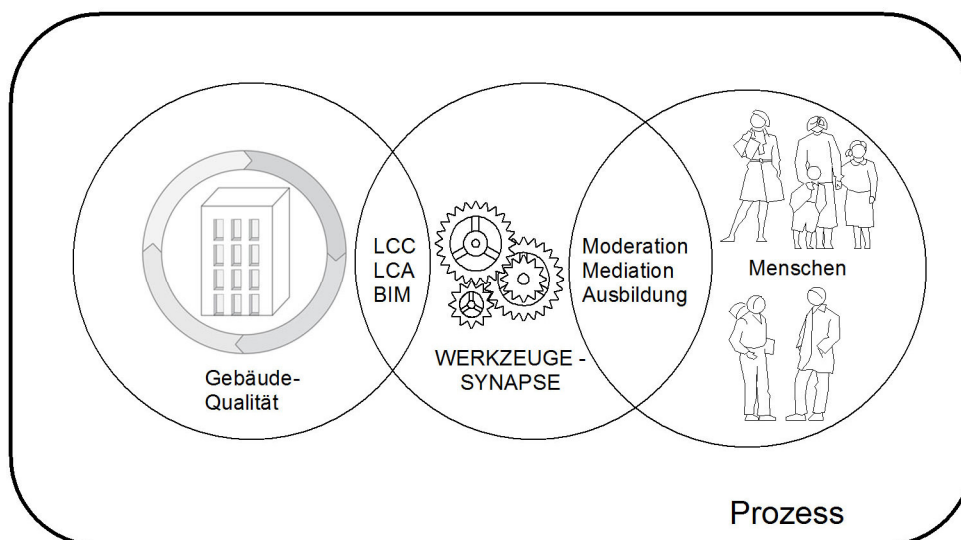 Gebäude-
Qualität
LCC
LCA
BIM
WERKZEUGE -
SYNAPSE
Moderation
Mediation
Ausbildung
Menschen
Prozess